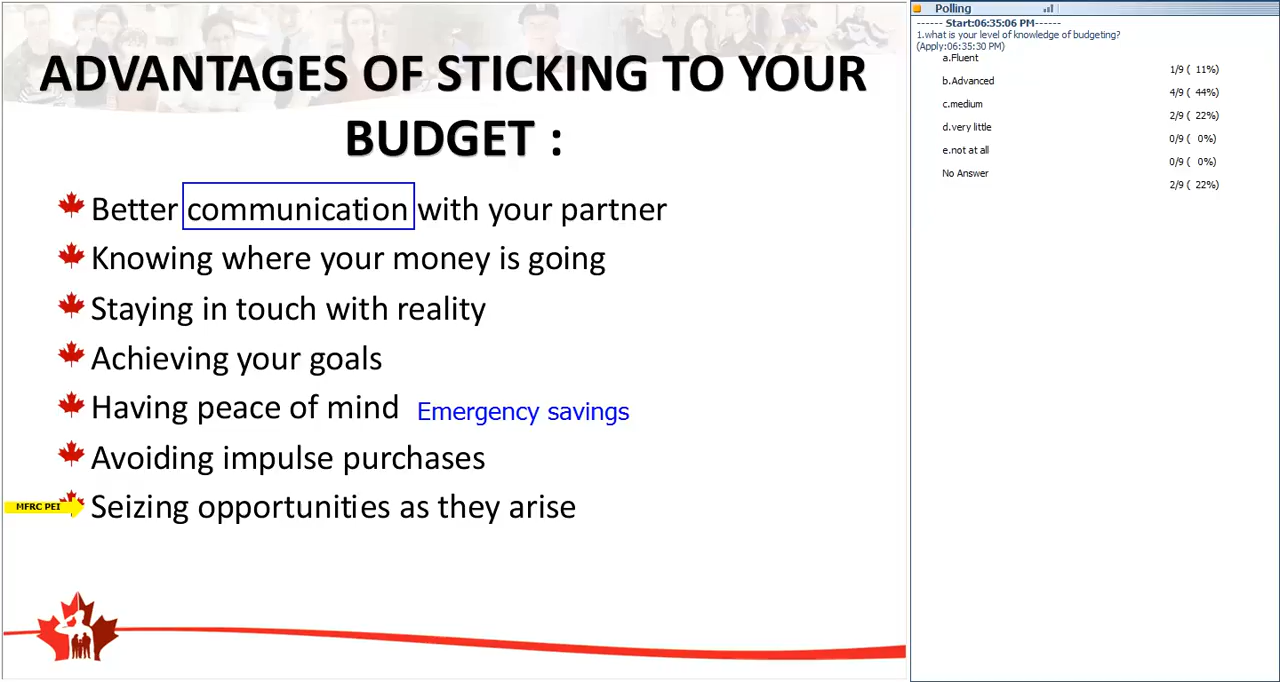 ADVANTAGES OF STICKING TO YOUR
BUDGET :
Better communication with your partner
Knowing where your money is going
Staying in touch with reality
Achieving your goals
Having peace of mind Emergency savings
Avoiding impulse purchases
MFRC PEI Seizing opportunities as they arise
Polling
------ Start:06:35:06 PM------
1.what is your level of knowledge of budgeting?
(Apply:06:35:30 PM)
a.Fluent
1/9 ( 11%)
b.Advanced
4/9 ( 44%)
c.medium
2/9 ( 22%)
d.very little
0/9 ( 0%)
e.not at all
0/9 ( 0%)
No Answer
2/9 ( 22%)